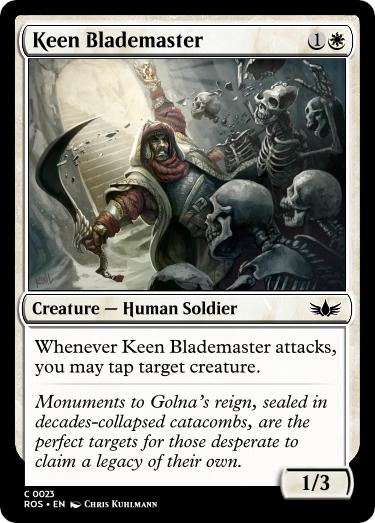 Keen Blademaster 1
Creature — Human Soldier
Whenever Keen Blademaster attacks,
you may tap target creature.
Monuments to Golna's reign, sealed in
decades-collapsed catacombs, are the
perfect targets for those desperate to
claim a legacy of their own.
1/3
C 0023
ROS • EN Chris Kuhlmann